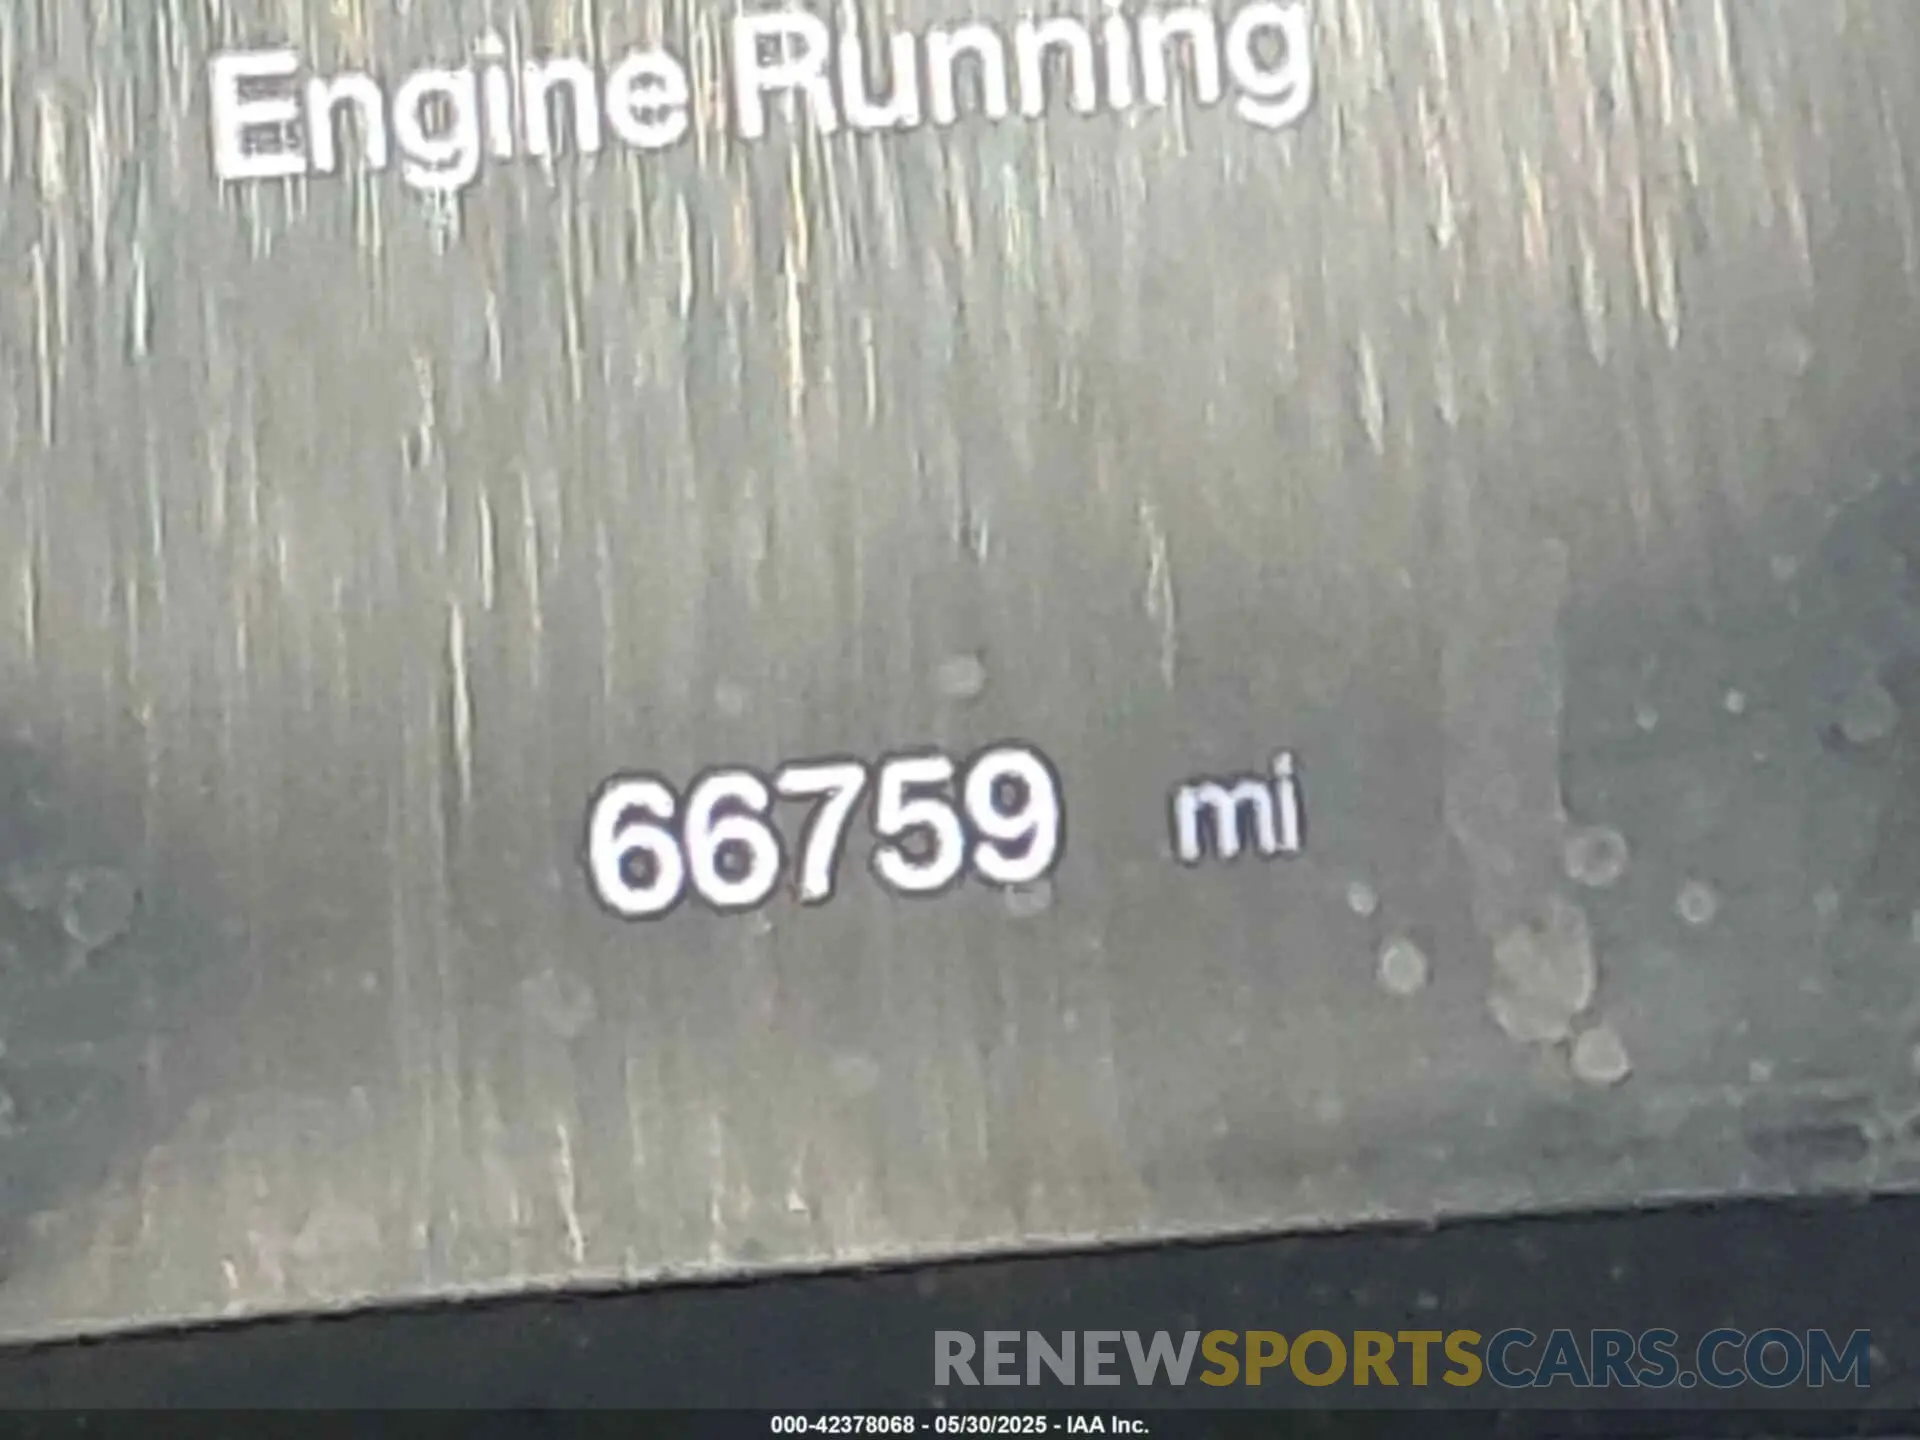 Engine Running
66759 mi
RENEWSPORTSCARS.COM
000-42378068 - 05/30/2025 - IAA Inc.